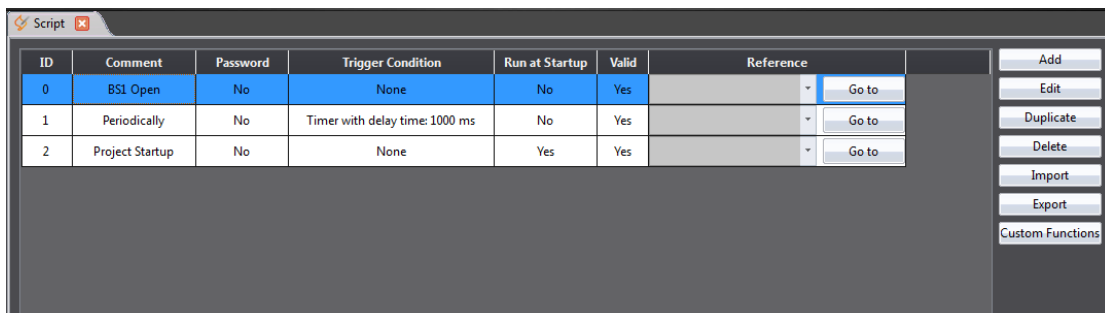 Script
ID Comment Password Trigger Condition Run at Startup Valid Reference
Add
0 BS1 Open No None No Yes Go to
Edit
1 Periodically No Timer with delay time: 1000 ms No Yes Go to
Duplicate
2 Project Startup No None Yes Yes Go to
Delete
Import
Export
Custom Functions